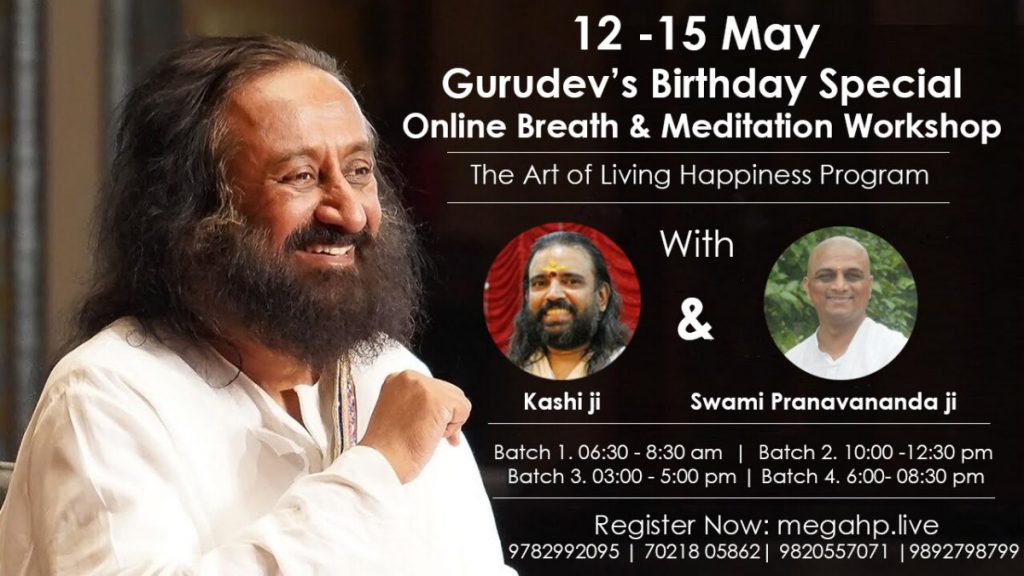 12 -15 May
Gurudev's Birthday Special
Online Breath & Meditation Workshop
The Art of Living Happiness Program
With
&
Kashi ji
Swami Pranavananda ji
Batch 1. 06:30 - 8:30 am | Batch 2. 10:00 -12:30 pm
Batch 3. 03:00 - 5:00 pm | Batch 4. 6:00- 08:30 pm
Register Now: megahp.live
9782992095 | 70218 05862| 9820557071 |9892798799